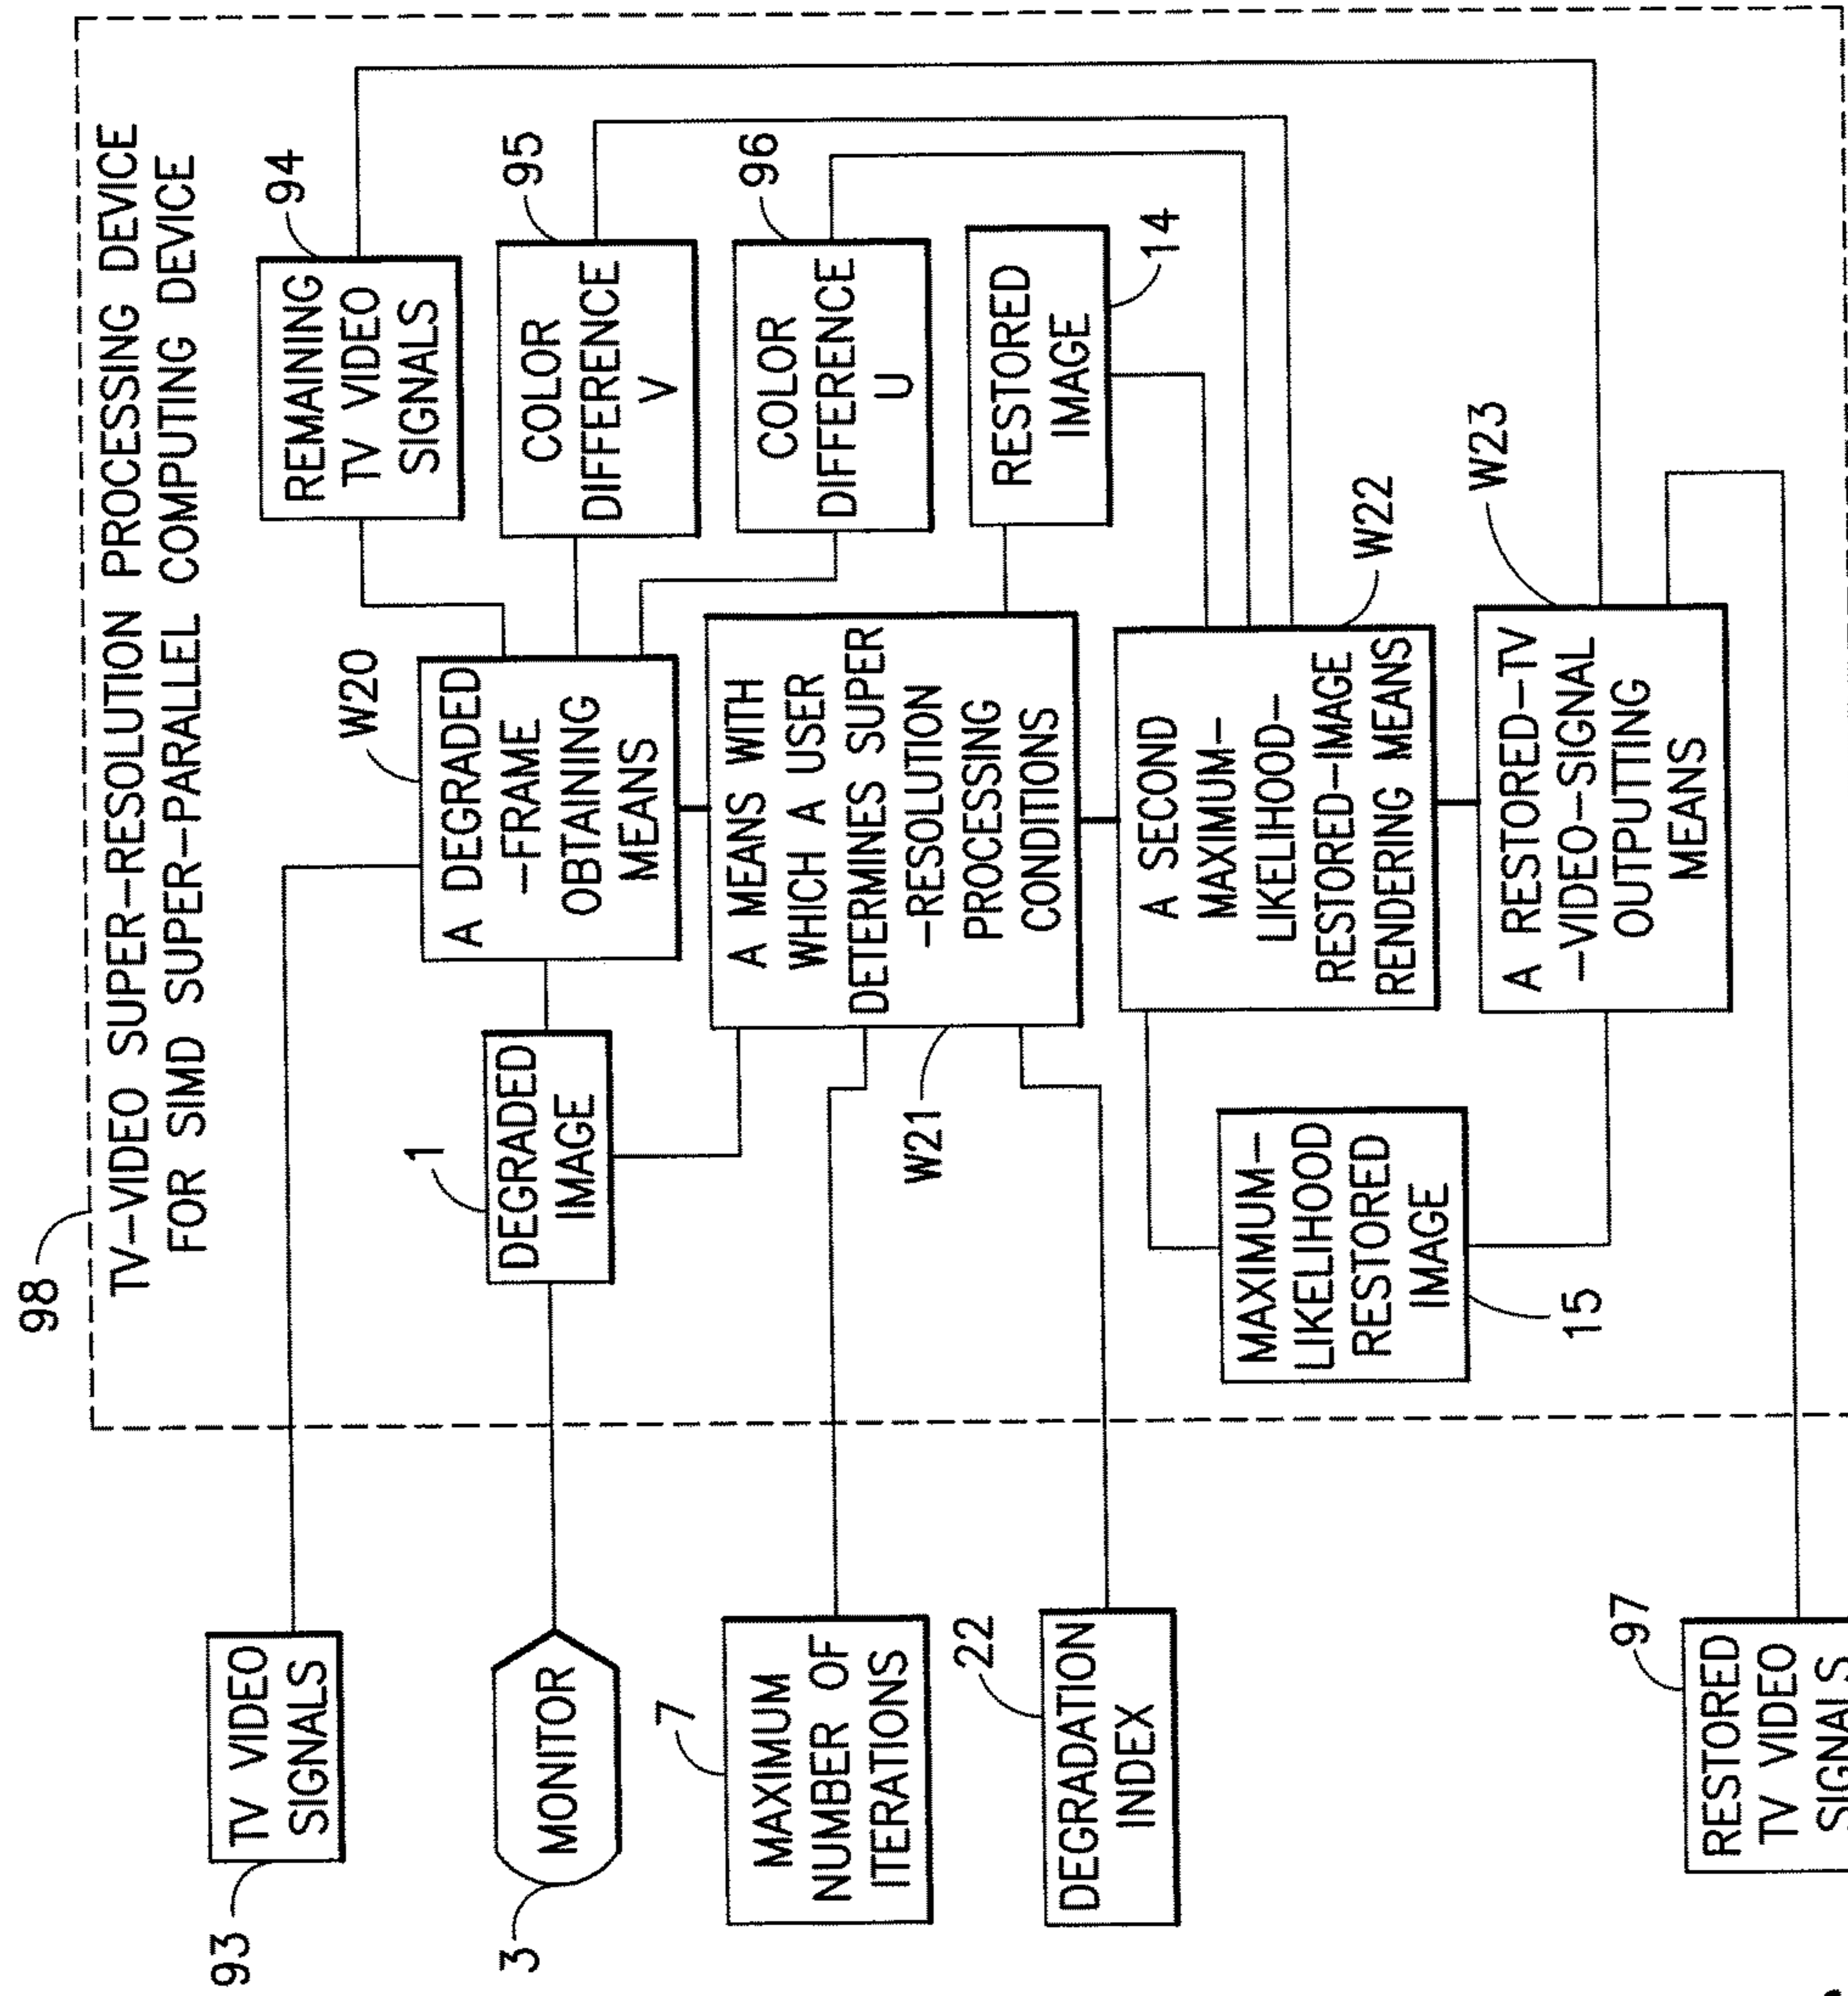 98
TV-VIDEO SUPER-RESOLUTION PROCESSING DEVICE
FOR SIMD SUPER-PARALLEL COMPUTING DEVICE
93
TV VIDEO
SIGNALS
3
MONITOR
7
MAXIMUM
NUMBER OF
ITERATIONS
22
DEGRADATION
INDEX
97
RESTORED
TV VIDEO
SIGNALS
1
DEGRADED
IMAGE
MAXIMUM-
LIKELIHOOD
RESTORED
IMAGE
15
W20
A DEGRADED
-FRAME
OBTAINING
MEANS
A MEANS WITH
WHICH A USER
DETERMINES SUPER
-RESOLUTION
PROCESSING
CONDITIONS
W21
A SECOND
MAXIMUM-
LIKELIHOOD-
RESTORED-IMAGE
RENDERING MEANS
W22
A RESTORED-TV
-VIDEO-SIGNAL
OUTPUTTING
MEANS
W23
94
REMAINING
TV VIDEO
SIGNALS
95
COLOR
DIFFERENCE
V
96
COLOR
DIFFERENCE
U
RESTORED
IMAGE
14